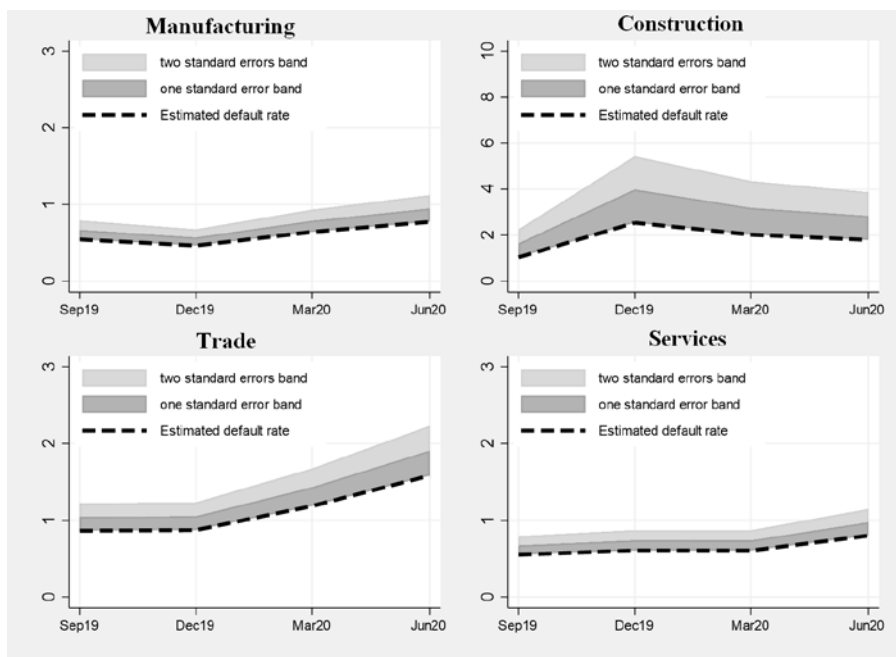 Manufacturing
3
2
1
0
two standard errors band
one standard error band
Estimated default rate
Sep19 Dec19 Mar20 Jun20
Construction
10
8
6
4
2
0
two standard errors band
one standard error band
Estimated default rate
Sep19 Dec19 Mar20 Jun20
Trade
3
2
1
0
two standard errors band
one standard error band
Estimated default rate
Sep19 Dec19 Mar20 Jun20
Services
3
2
1
0
two standard errors band
one standard error band
Estimated default rate
Sep19 Dec19 Mar20 Jun20